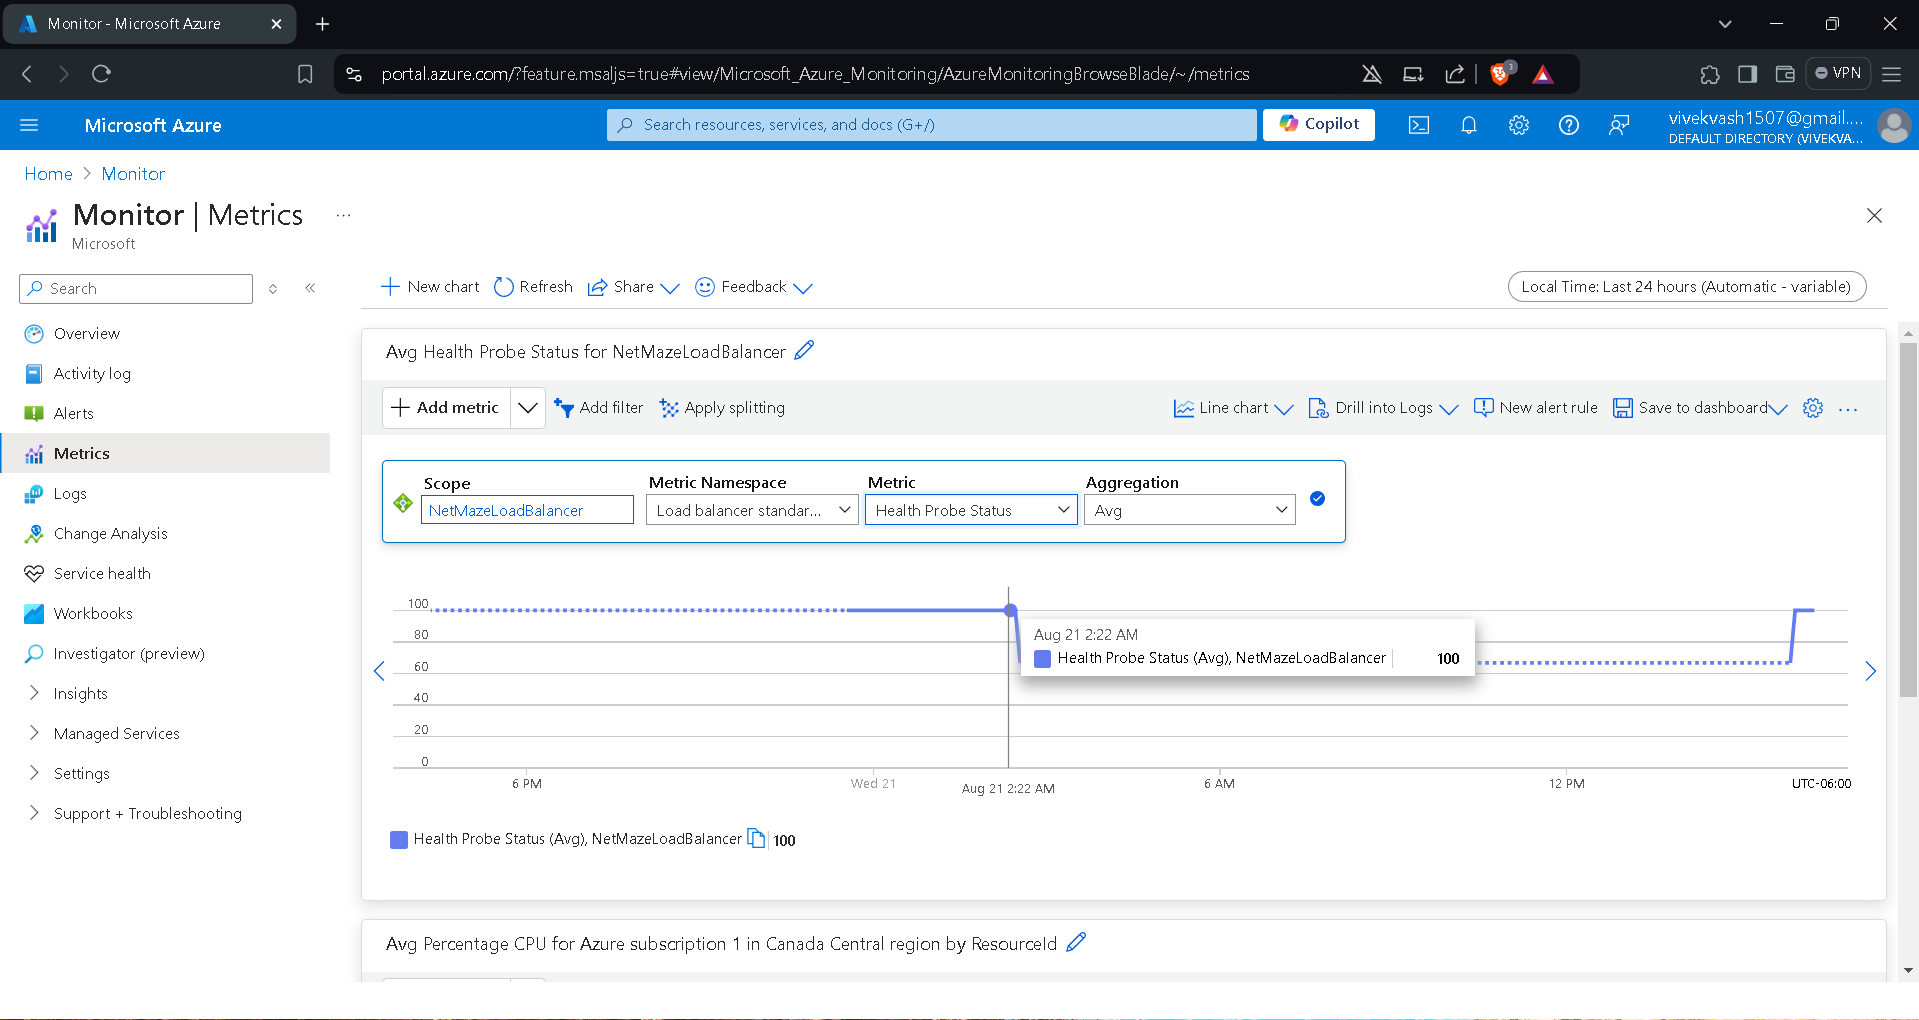 Monitor - Microsoft Azure
portal.azure.com/?feature.msaljs=true#view/Microsoft_Azure_Monitoring/AzureMonitoringBrowseBlade/~/metrics
3
VPN
Microsoft Azure
Search resources, services, and docs (G+/)
Copilot
vivekvash1507@gmail....
DEFAULT DIRECTORY (VIVEKVA...
Home > Monitor
Monitor | Metrics ...
Microsoft
Search
Overview
Activity log
Alerts
Metrics
Logs
Change Analysis
Service health
Workbooks
Investigator (preview)
Insights
Managed Services
Settings
Support + Troubleshooting
New chart Refresh Share Feedback
Local Time: Last 24 hours (Automatic - variable)
Avg Health Probe Status for NetMazeLoadBalancer
Add metric Add filter Apply splitting Line chart Drill into Logs New alert rule Save to dashboard ...
Scope Metric Namespace Metric Aggregation
NetMazeLoadBalancer Load balancer standar... Health Probe Status Avg
100
80
60
40
20
0
Aug 21 2:22 AM
Health Probe Status (Avg), NetMazeLoadBalancer 100
6 PM Wed 21 Aug 21 2:22 AM 6 AM 12 PM UTC-06:00
Health Probe Status (Avg), NetMazeLoadBalancer 100
Avg Percentage CPU for Azure subscription 1 in Canada Central region by ResourceId